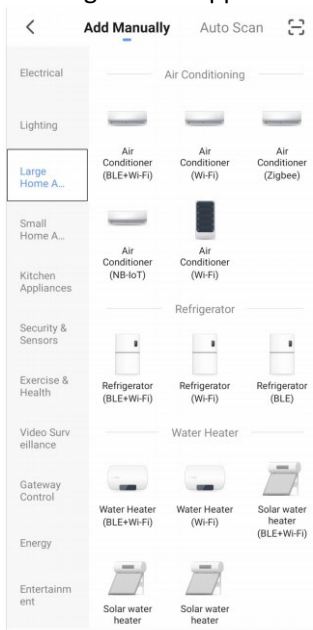 Add Manually Auto Scan
Electrical
Lighting
Large
Home A...
Small
Home A...
Kitchen
Appliances
Security &
Sensors
Exercise &
Health
Video Surv
eillance
Gateway
Control
Energy
Entertainm
ent
Air Conditioning
Air
Conditioner
(BLE+Wi-Fi)
Air
Conditioner
(Wi-Fi)
Air
Conditioner
(Zigbee)
Air
Conditioner
(NB-IoT)
Air
Conditioner
(Wi-Fi)
Refrigerator
Refrigerator
(BLE+Wi-Fi)
Refrigerator
(Wi-Fi)
Refrigerator
(BLE)
Water Heater
Water Heater
(BLE+Wi-Fi)
Water Heater
(Wi-Fi)
Solar water
heater
(BLE+Wi-Fi)
Solar water
heater
Solar water
heater